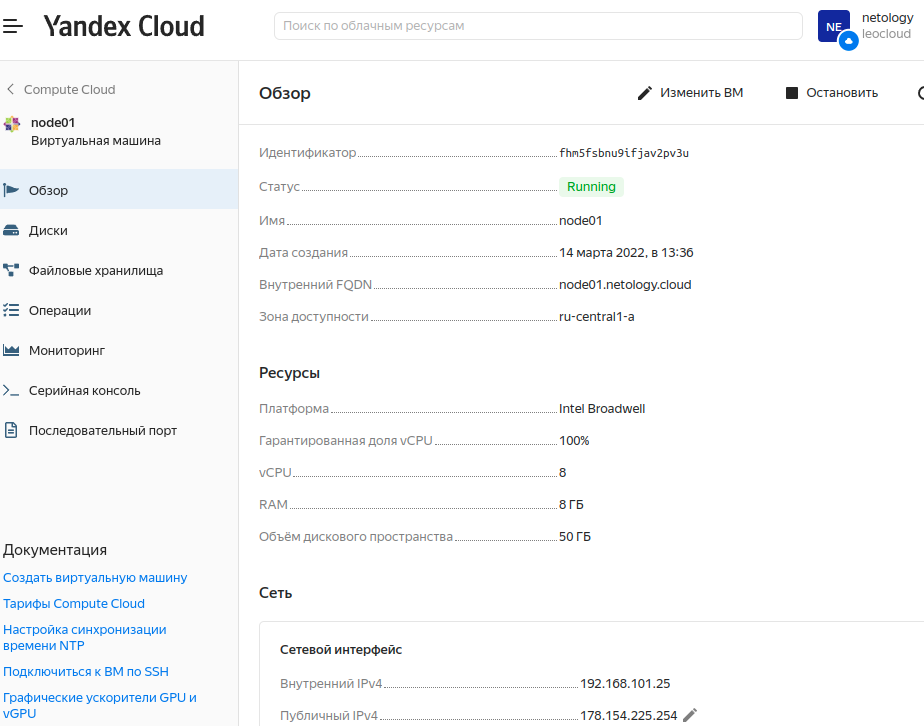 Yandex Cloud
Поиск по облачным ресурсам
NE
netology
leocloud
Compute Cloud
node01
Виртуальная машина
Обзор
Диски
Файловые хранилища
Операции
Мониторинг
Серийная консоль
Последовательный порт
Документация
Создать виртуальную машину
Тарифы Compute Cloud
Настройка синхронизации
времени NTP
Подключиться к ВМ по SSH
Графические ускорители GPU и
vGPU
Обзор
Изменить ВМ
Остановить
Идентификатор fhm5fsbnu9ifjav2pv3u
Статус Running
Имя node01
Дата создания 14 марта 2022, в 13:36
Внутренний FQDN node01.netology.cloud
Зона доступности ru-central1-a
Ресурсы
Платформа Intel Broadwell
Гарантированная доля vCPU 100%
vCPU 8
RAM 8 ГБ
Объём дискового пространства 50 ГБ
Сеть
Сетевой интерфейс
Внутренний IPv4 192.168.101.25
Публичный IPv4 178.154.225.254